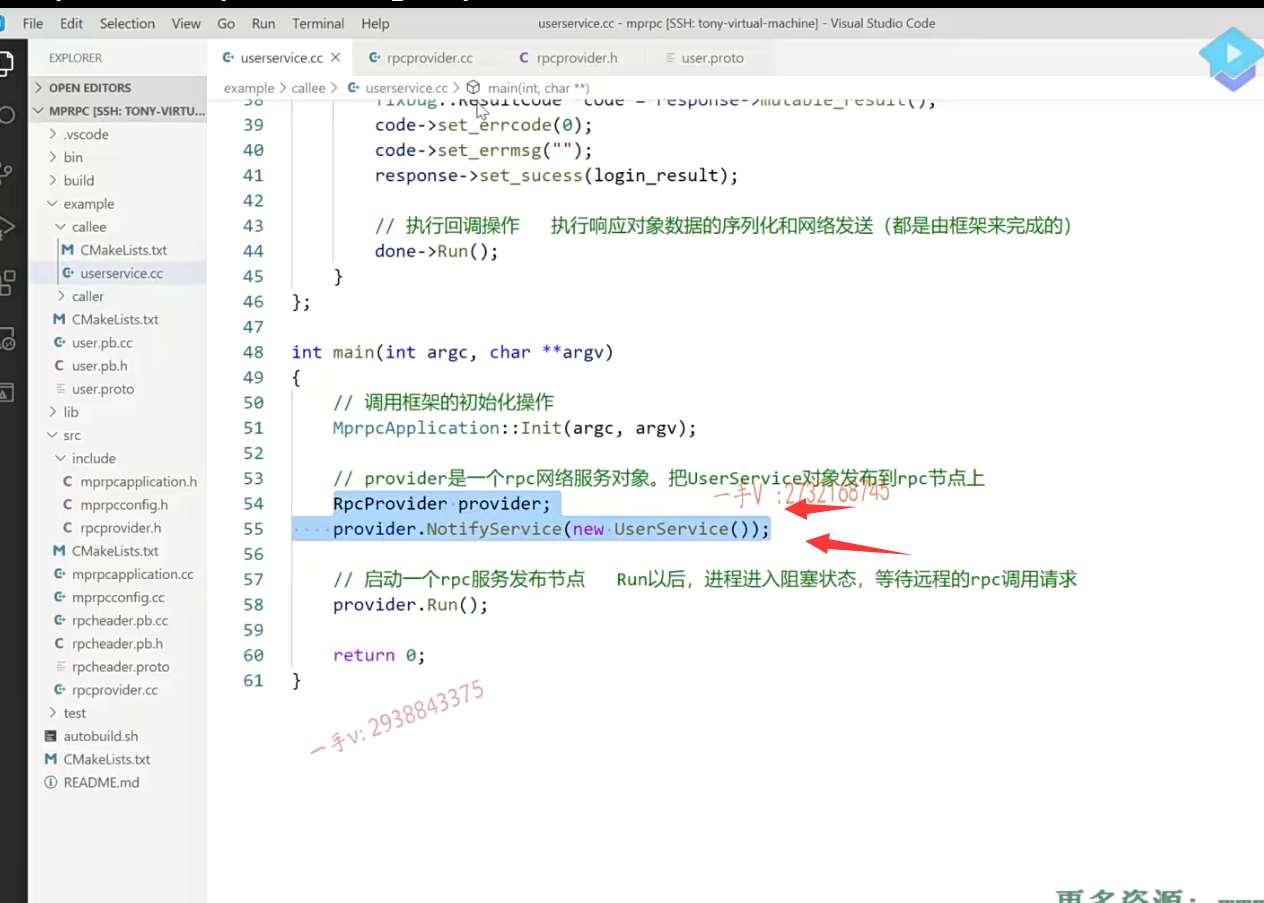 File Edit Selection View Go Run Terminal Help
userservice.cc - mprpc [SSH: tony-virtual-machine] - Visual Studio Code
EXPLORER
userservice.cc
rpcprovider.cc
rpcprovider.h
user.proto
OPEN EDITORS
example > callee > userservice.cc > main(int, char **)
MPRPC [SSH: TONY-VIRTU...
.vscode
bin
build
example
callee
CMakeLists.txt
userservice.cc
caller
CMakeLists.txt
user.pb.cc
user.pb.h
user.proto
lib
src
include
mprpcapplication.h
mprpcconfig.h
rpcprovider.h
CMakeLists.txt
mprpcapplication.cc
mprpcconfig.cc
rpcheader.pb.cc
rpcheader.pb.h
rpcheader.proto
rpcprovider.cc
test
autobuild.sh
CMakeLists.txt
README.md
38 fixbug::ResultCode *code = response->mutable_result();
39 code->set_errcode(0);
40 code->set_errmsg("");
41 response->set_sucess(login_result);
42
43 // 执行回调操作 执行响应对象数据的序列化和网络发送（都是由框架来完成的）
44 done->Run();
45 }
46 };
47
48 int main(int argc, char **argv)
49 {
50 // 调用框架的初始化操作
51 MprpcApplication::Init(argc, argv);
52
53 // provider是一个rpc网络服务对象。把UserService对象发布到rpc节点上
54 RpcProvider provider;
一手V :2732168745
55 provider.NotifyService(new UserService());
56
57 // 启动一个rpc服务发布节点 Run以后，进程进入阻塞状态，等待远程的rpc调用请求
58 provider.Run();
59
60 return 0;
61 }
一手V: 2938843375